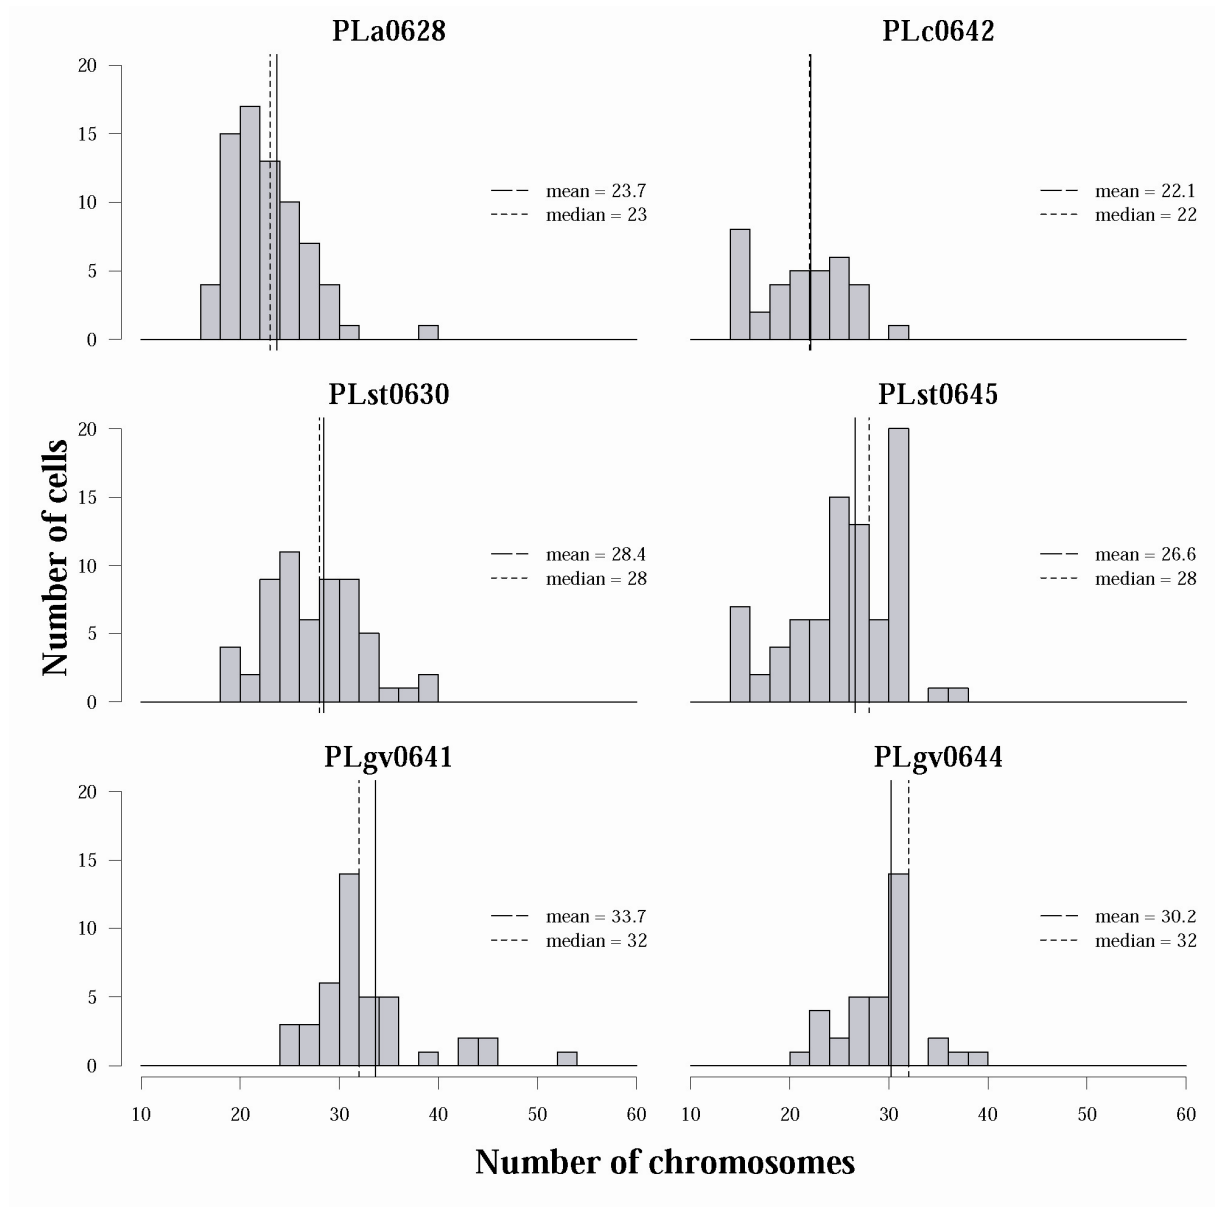 PLa0628
PLc0642
20
15
10
5
0
mean = 23.7
median = 23
mean = 22.1
median = 22
PLst0630
PLst0645
Number of cells
20
15
10
5
0
mean = 28.4
median = 28
mean = 26.6
median = 28
PLgv0641
PLgv0644
20
15
10
5
0
mean = 33.7
median = 32
mean = 30.2
median = 32
10 20 30 40 50 60
10 20 30 40 50 60
Number of chromosomes